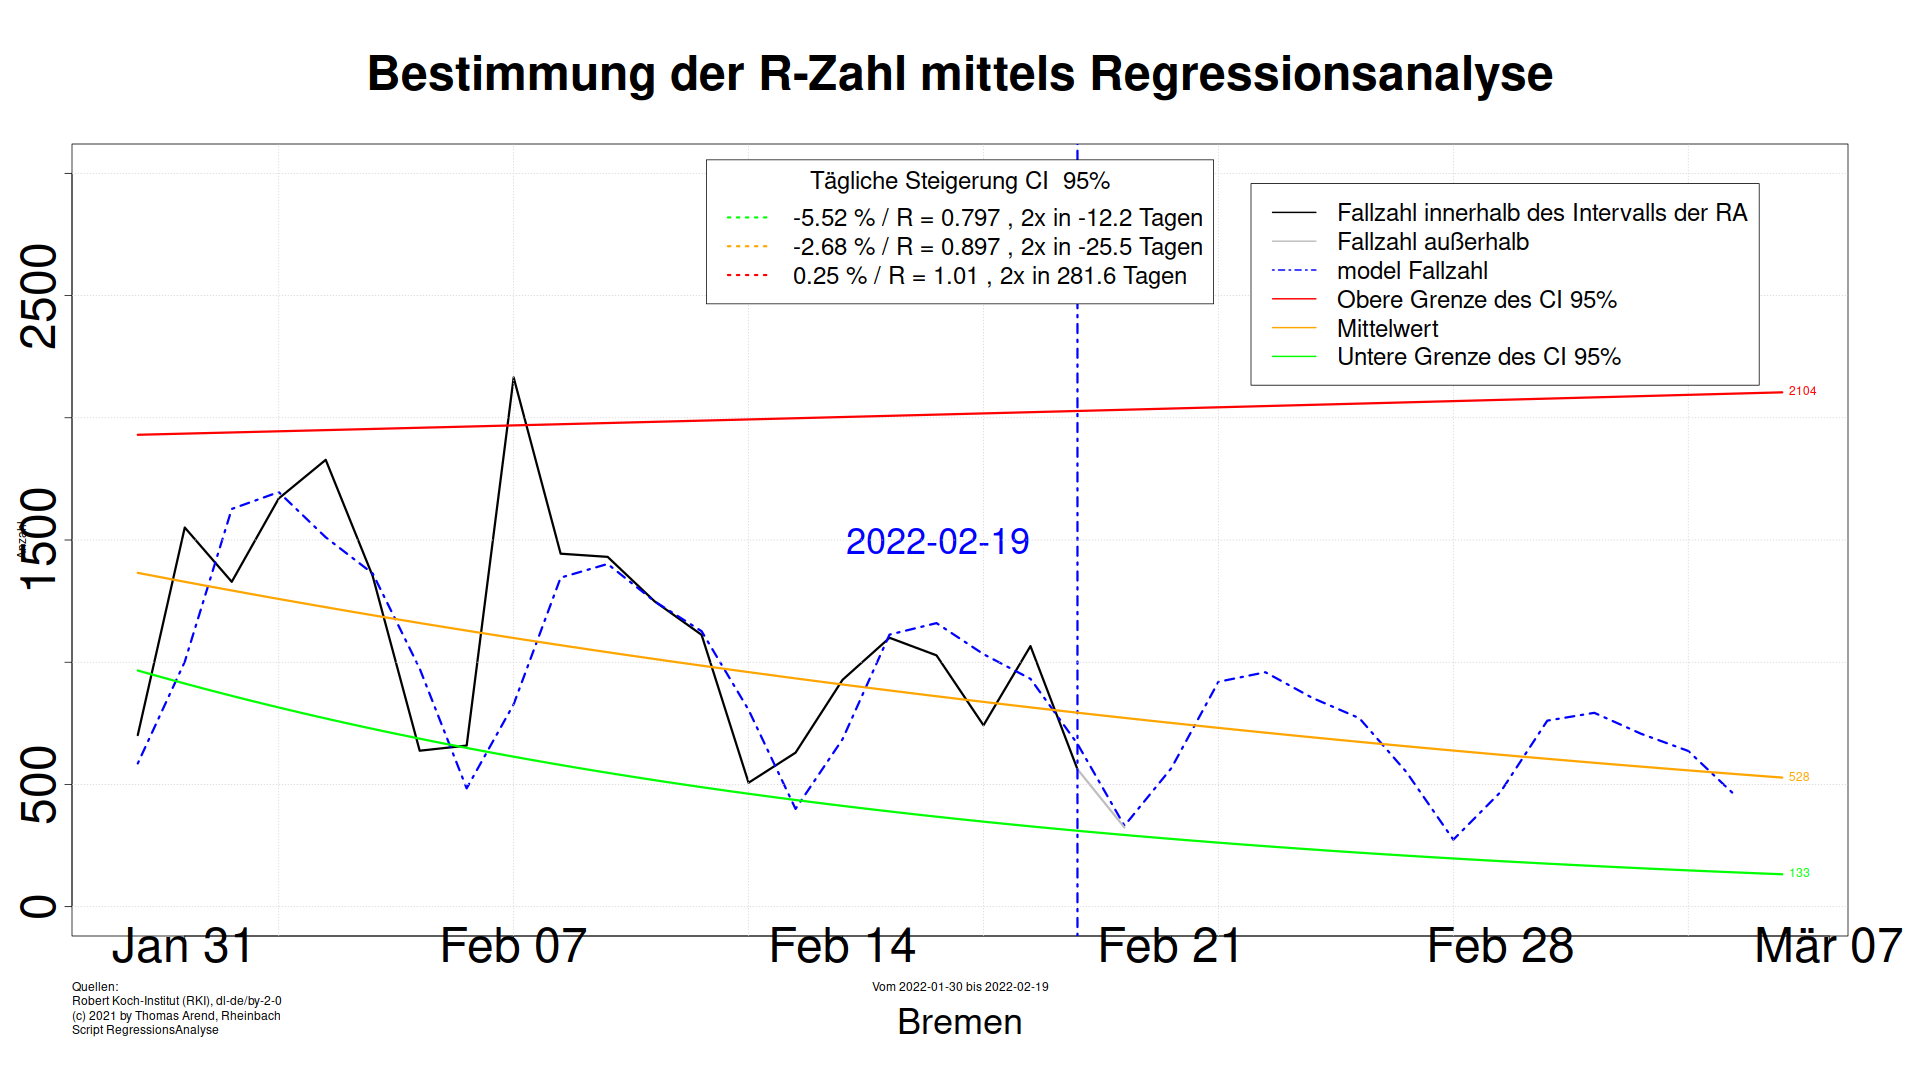 Bestimmung der R-Zahl mittels Regressionsanalyse
Tägliche Steigerung CI  95%
-5.52 % / R = 0.797 , 2x in -12.2 Tagen
-2.68 % / R = 0.897 , 2x in -25.5 Tagen
0.25 % / R = 1.01 , 2x in 281.6 Tagen
Fallzahl innerhalb des Intervalls der RA
Fallzahl außerhalb
model Fallzahl
Obere Grenze des CI 95%
Mittelwert
Untere Grenze des CI 95%
2500
1500
500
0
Anzahl
2104
2022-02-19
528
133
Jan 31
Feb 07
Feb 14
Feb 21
Feb 28
Mär 07
Quellen:
Robert Koch-Institut (RKI), dl-de/by-2-0
(c) 2021 by Thomas Arend, Rheinbach
Script RegressionsAnalyse
Vom 2022-01-30 bis 2022-02-19
Bremen